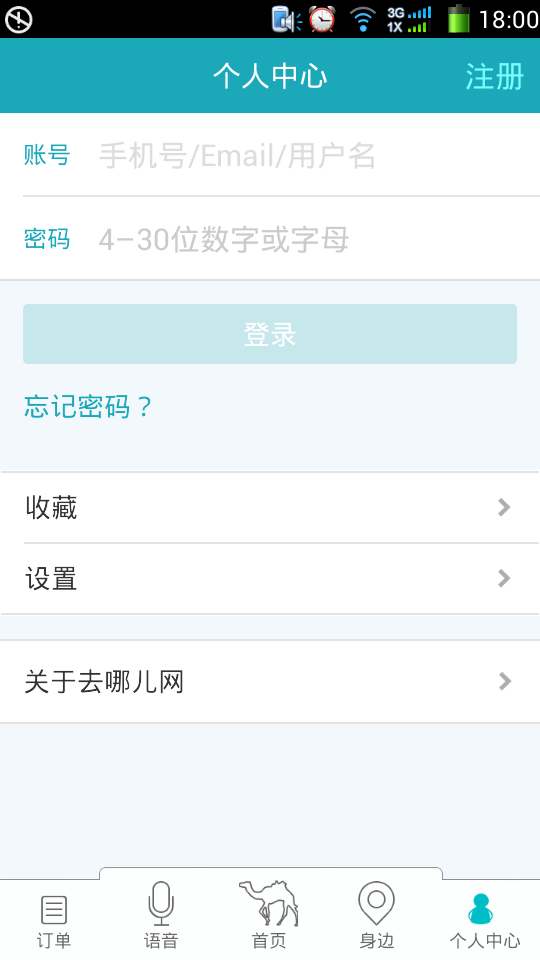 3G
1X
18:00
个人中心
注册
账号
手机号/Email/用户名
密码
4-30位数字或字母
登录
忘记密码？
收藏
设置
关于去哪儿网
订单
语音
首页
身边
个人中心